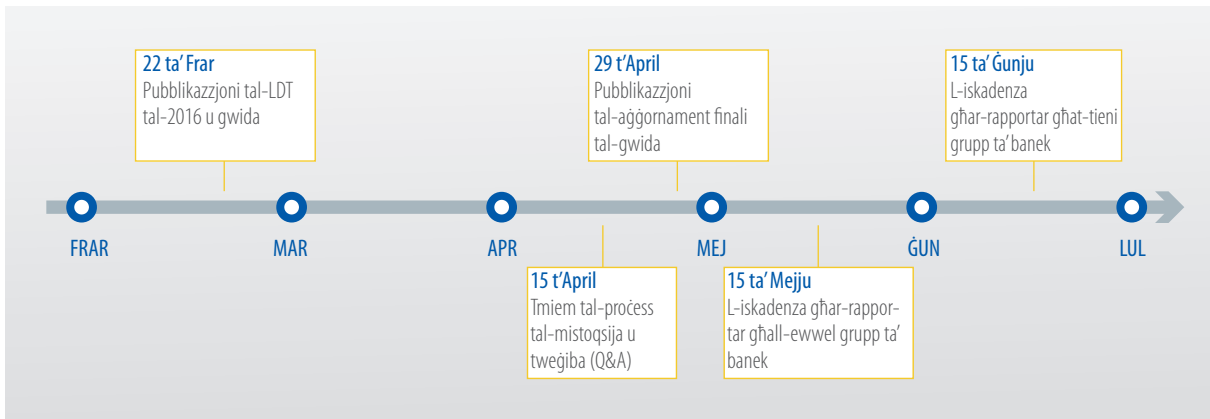 22 ta’ Frar
Pubblikazzjoni tal-LDT
tal-2016 u gwida
29 t’April
Pubblikazzjoni
tal-aġġornament finali
tal-gwida
15 ta’ Ġunju
L-iskadenza
għar-rapportar għat-tieni
grupp ta’ banek
FRAR
MAR
APR
MEJ
ĠUN
LUL
15 t’April
Tmiem tal-proċess
tal-mistoqsija u
tweġiba (Q&A)
15 ta’ Mejju
L-iskadenza għar-rappor-
tar għall-ewwel grupp ta’
banek